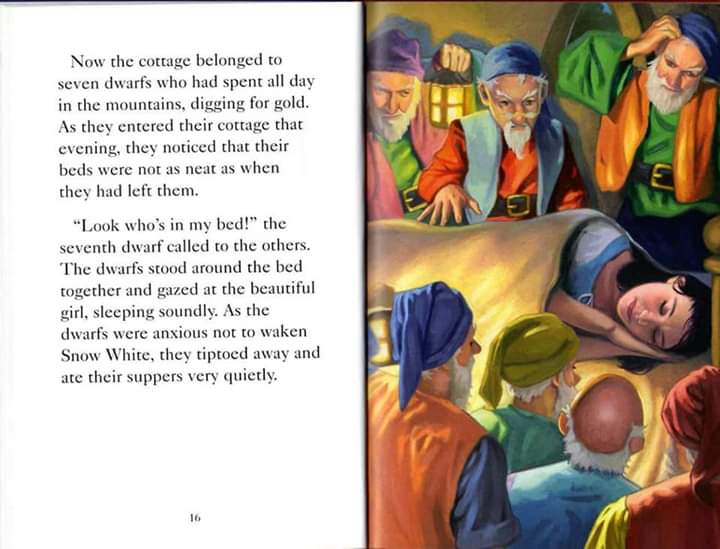 Now the cottage belonged to
seven dwarfs who had spent all day
in the mountains, digging for gold.
As they entered their cottage that
evening, they noticed that their
beds were not as neat as when
they had left them.
“Look who’s in my bed!” the
seventh dwarf called to the others.
The dwarfs stood around the bed
together and gazed at the beautiful
girl, sleeping soundly. As the
dwarfs were anxious not to waken
Snow White, they tiptoed away and
ate their suppers very quietly.
16